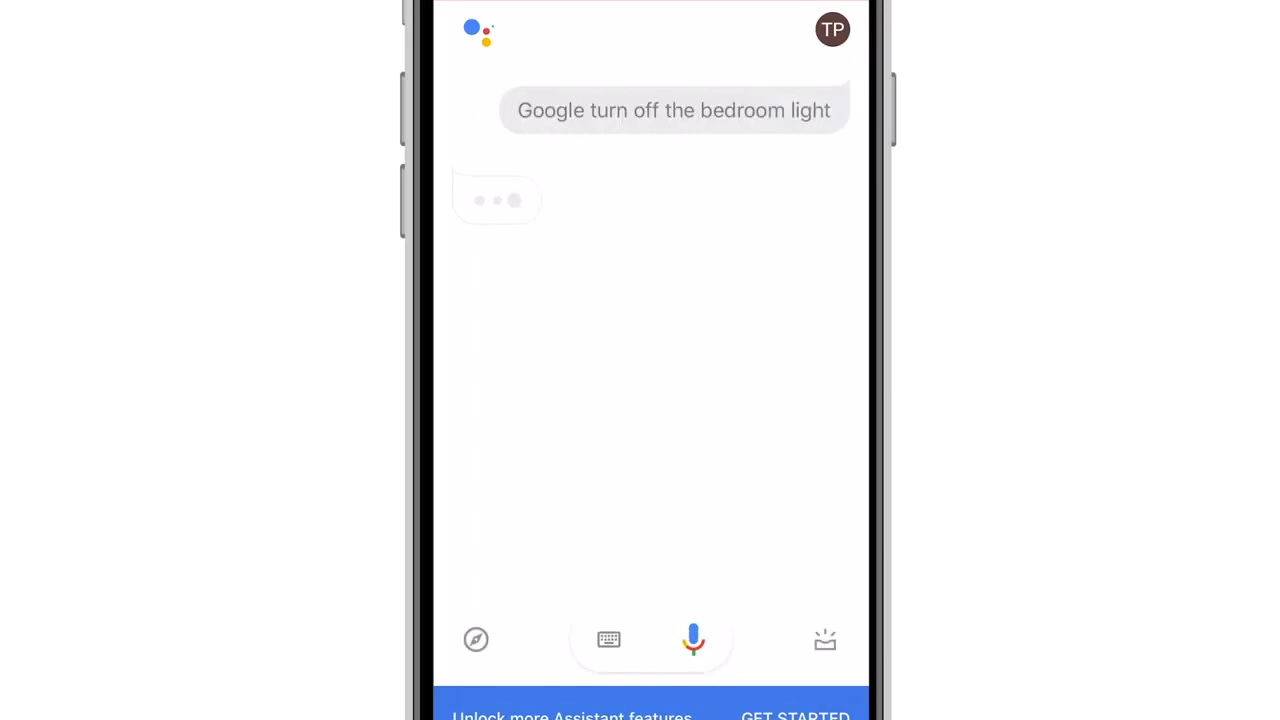 TP
Google turn off the bedroom light
Unlock more Assistant features
GET STARTED